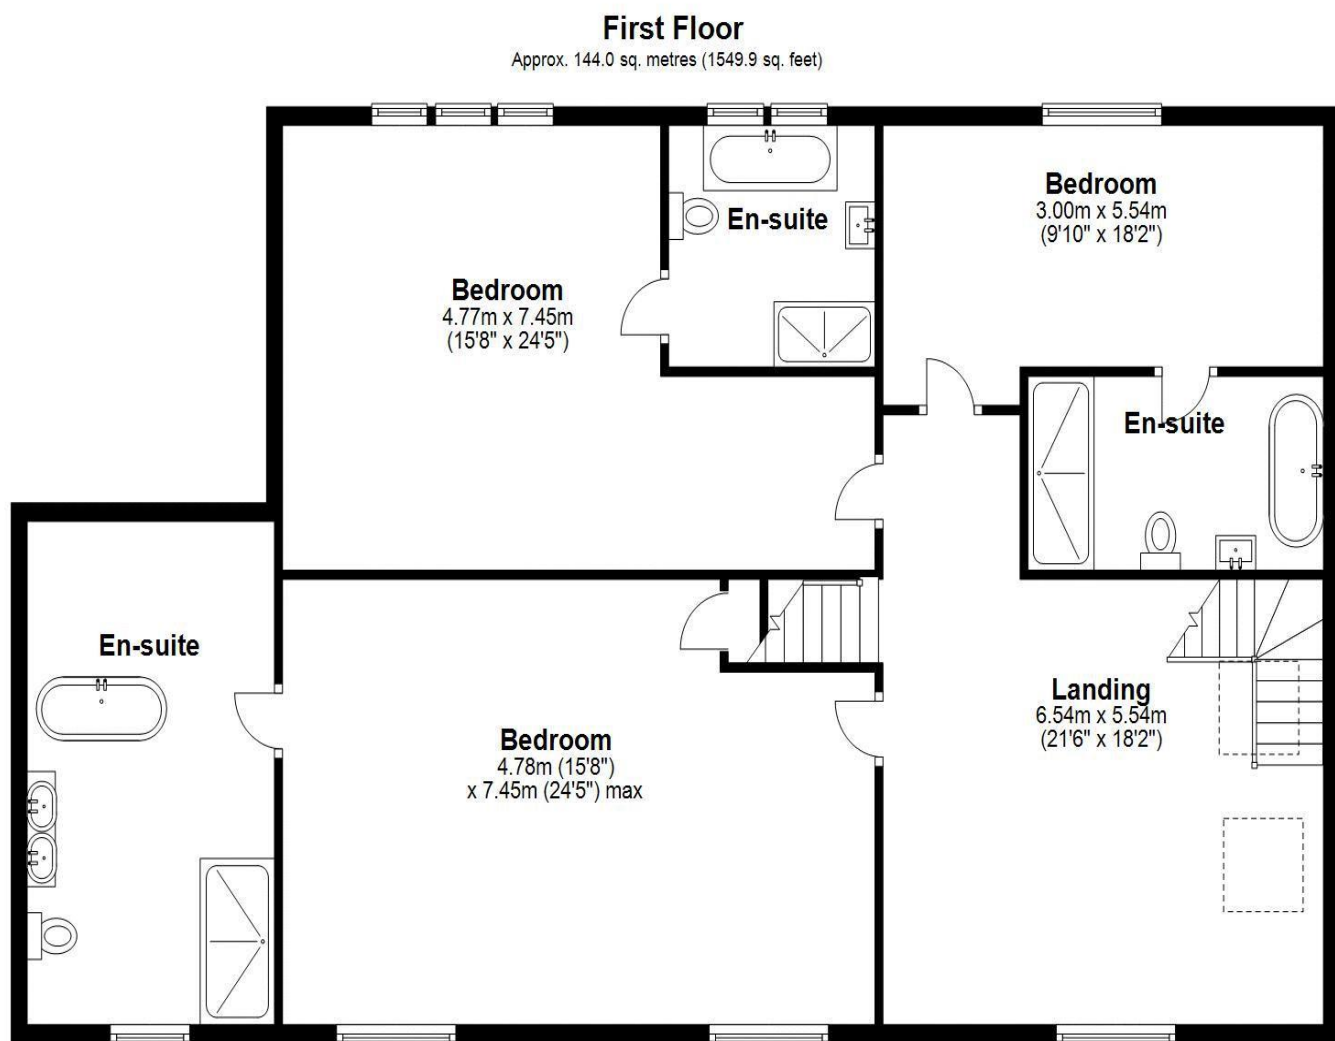 First Floor
Approx. 144.0 sq. metres (1549.9 sq. feet)
Bedroom
3.00m x 5.54m
(9'10" x 18'2")
En-suite
Bedroom
4.77m x 7.45m
(15'8" x 24'5")
En-suite
En-suite
Landing
6.54m x 5.54m
(21'6" x 18'2")
Bedroom
4.78m (15'8")
x 7.45m (24'5") max